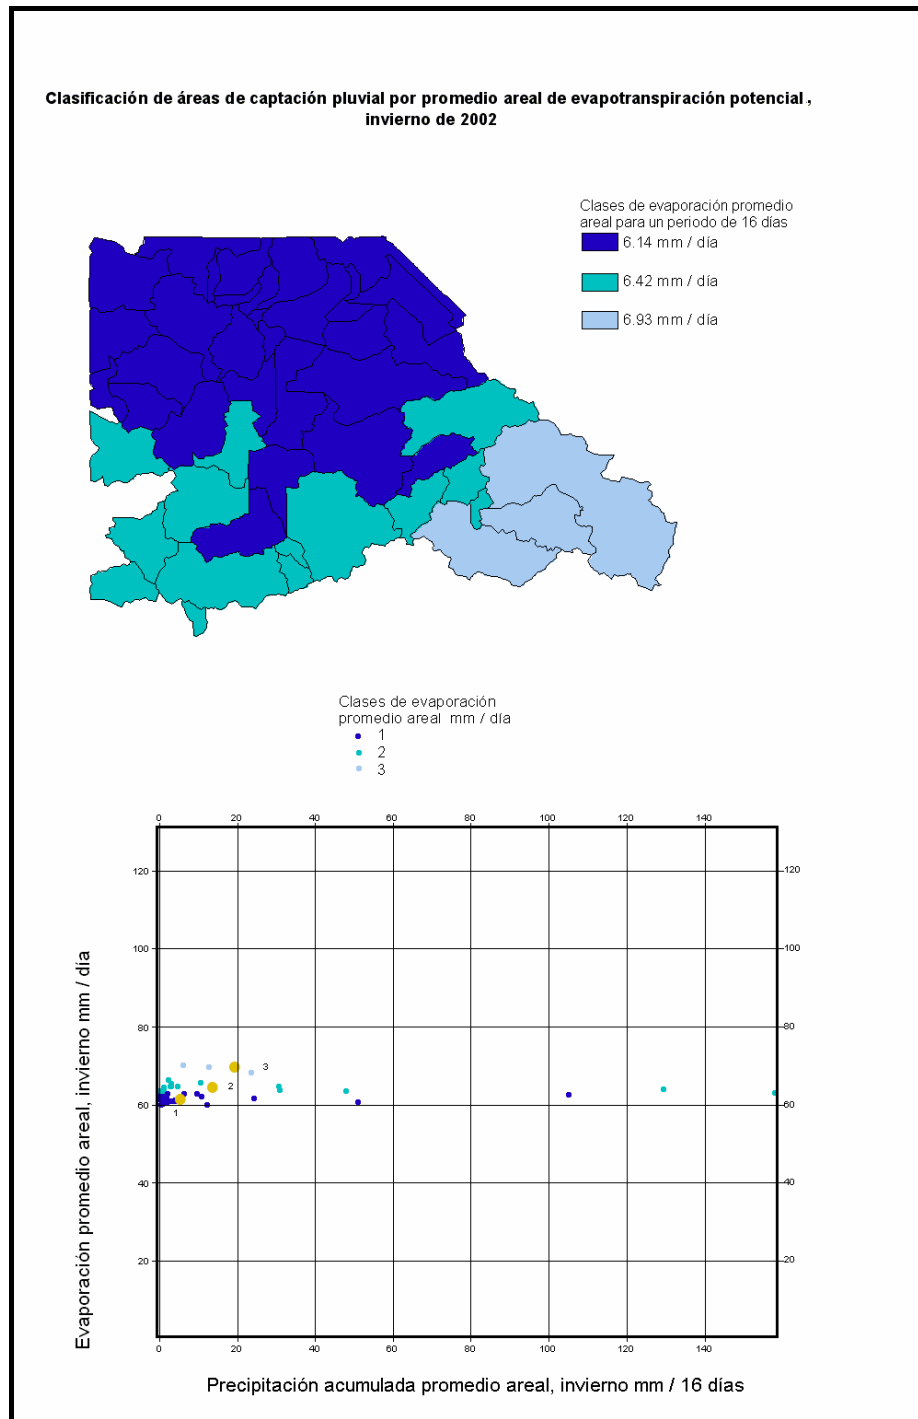 Clasificación de áreas de captación pluvial por promedio areal de evapotranspiración potencial.,
invierno de 2002
Clases de evaporación promedio
areal para un periodo de 16 días
6.14 mm / día
6.42 mm / día
6.93 mm / día
Clases de evaporación
promedio areal mm / día
1
2
3
0 20 40 60 80 100 120 140
120 120
100 100
80 80
3
2
60 60
1
40 40
20 20
0 20 40 60 80 100 120 140
Evaporación promedio areal, invierno mm / día
Precipitación acumulada promedio areal, invierno mm / 16 días